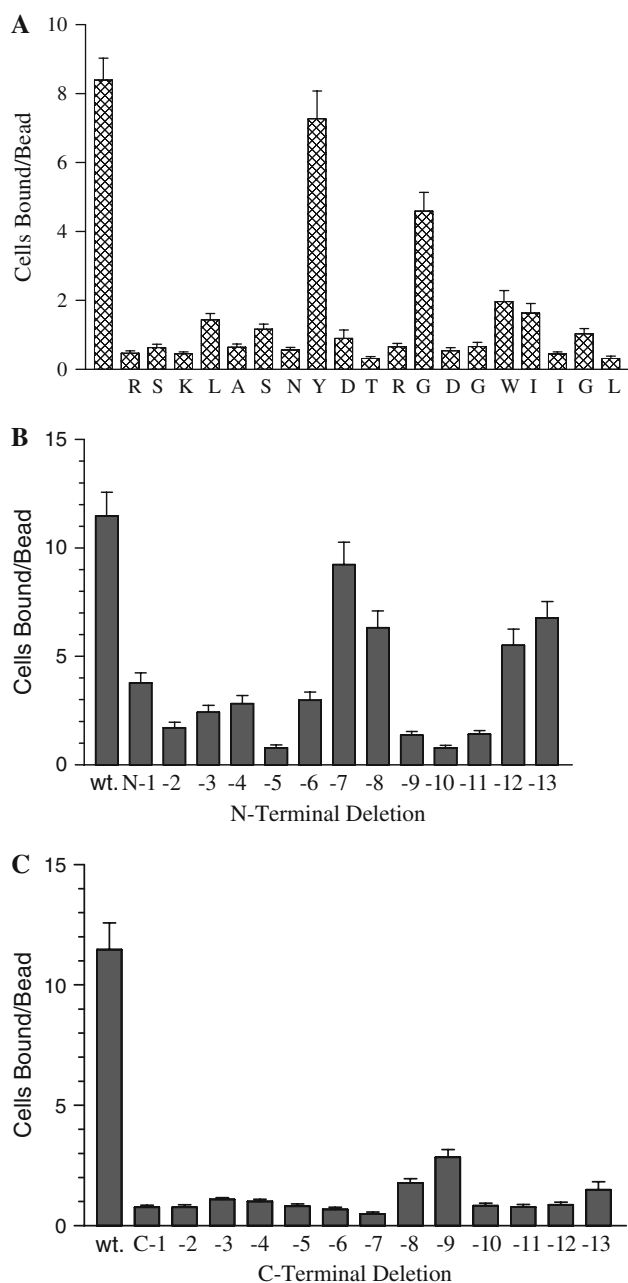 A
10
8
6
4
2
0
Cells Bound/Bead
R S K L A S N Y D T R G D G W I I G L
B
15
10
5
0
Cells Bound/Bead
wt. N-1 -2 -3 -4 -5 -6 -7 -8 -9 -10 -11 -12 -13
N-Terminal Deletion
C
15
10
5
0
Cells Bound/Bead
wt. C-1 -2 -3 -4 -5 -6 -7 -8 -9 -10 -11 -12 -13
C-Terminal Deletion